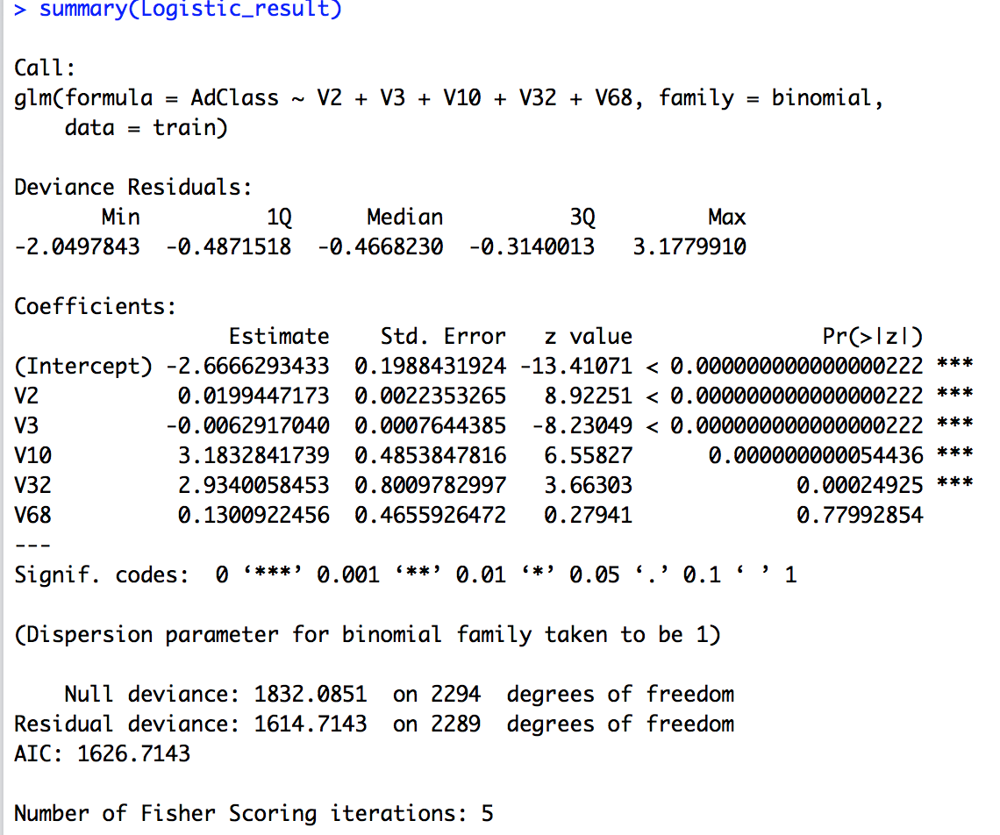 > summary(Logistic_result)
Call:
glm(formula = AdClass ~ V2 + V3 + V10 + V32 + V68, family = binomial,
    data = train)
Deviance Residuals:
       Min          1Q      Median          3Q         Max
-2.0497843  -0.4871518  -0.4668230  -0.3140013   3.1779910
Coefficients:
                 Estimate    Std. Error   z value               Pr(>|z|)
(Intercept) -2.6666293433  0.1988431924 -13.41071 < 0.000000000000000222 ***
V2           0.0199447173  0.0022353265   8.92251 < 0.000000000000000222 ***
V3          -0.0062917040  0.0007644385  -8.23049 < 0.000000000000000222 ***
V10          3.1832841739  0.4853847816   6.55827      0.000000000054436 ***
V32          2.9340058453  0.8009782997   3.66303             0.00024925 ***
V68          0.1300922456  0.4655926472   0.27941             0.77992854
---
Signif. codes:  0 ‘***’ 0.001 ‘**’ 0.01 ‘*’ 0.05 ‘.’ 0.1 ‘ ’ 1
(Dispersion parameter for binomial family taken to be 1)
    Null deviance: 1832.0851  on 2294  degrees of freedom
Residual deviance: 1614.7143  on 2289  degrees of freedom
AIC: 1626.7143
Number of Fisher Scoring iterations: 5